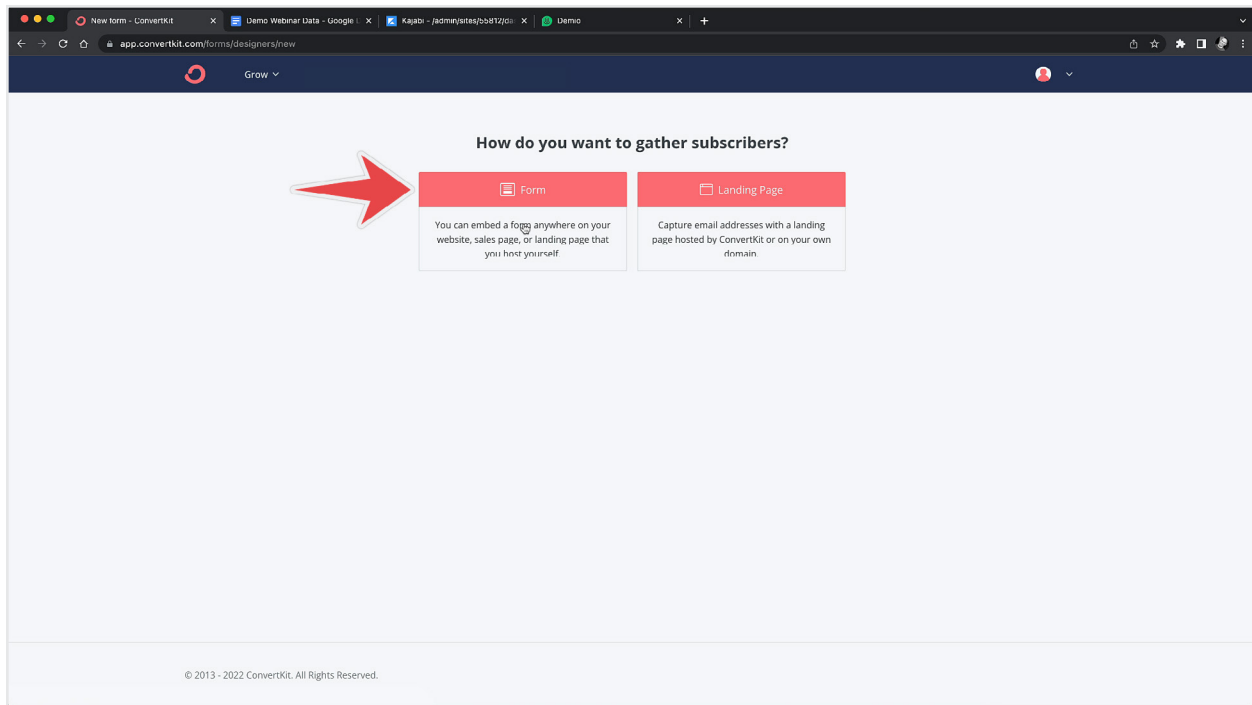 New form - ConvertKit
Demo Webinar Data - Google
Kajabi - /admin/sites/55812/da
Demio
app.convertkit.com/forms/designers/new
Grow
How do you want to gather subscribers?
Form
Landing Page
You can embed a form anywhere on your
website, sales page, or landing page that
you host yourself.
Capture email addresses with a landing
page hosted by ConvertKit or on your own
domain.
© 2013 - 2022 ConvertKit. All Rights Reserved.